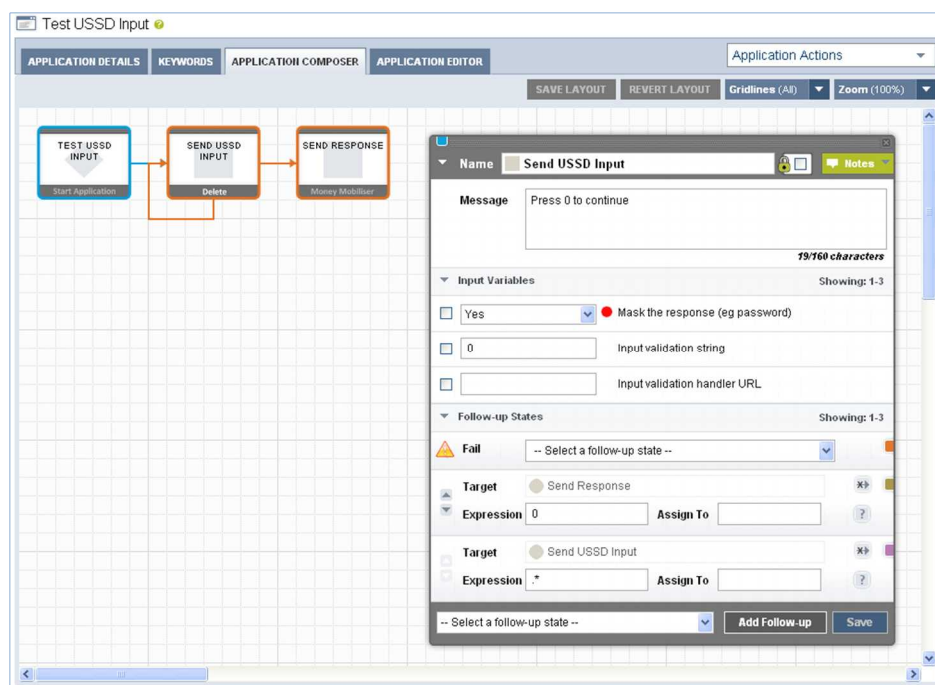 Test USSD Input
APPLICATION DETAILS KEYWORDS APPLICATION COMPOSER APPLICATION EDITOR
Application Actions
SAVE LAYOUT REVERT LAYOUT Gridlines (All) Zoom (100%)
TEST USSD
INPUT
Start Application
SEND USSD
INPUT
Delete
SEND RESPONSE
Money Mobiliser
Name Send USSD Input Notes
Message Press 0 to continue
19/160 characters
Input Variables Showing: 1-3
Yes Mask the response (eg password)
0 Input validation string
Input validation handler URL
Follow-up States Showing: 1-3
Fail -- Select a follow-up state --
Target Send Response
Expression 0 Assign To ?
Target Send USSD Input
Expression .* Assign To ?
-- Select a follow-up state -- Add Follow-up Save